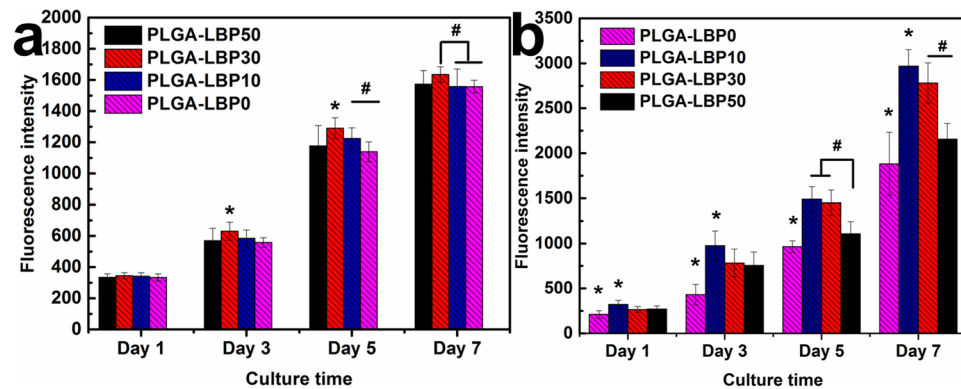 a
PLGA-LBP50
PLGA-LBP30
PLGA-LBP10
PLGA-LBP0
Fluorescence intensity
2000
1800
1600
1400
1200
1000
800
600
400
200
0
*
*
#
#
Day 1
Day 3
Day 5
Day 7
Culture time
b
PLGA-LBP0
PLGA-LBP10
PLGA-LBP30
PLGA-LBP50
Fluorescence intensity
3500
3000
2500
2000
1500
1000
500
0
* *
* *
* #
* * #
Day 1
Day 3
Day 5
Day 7
Culture time